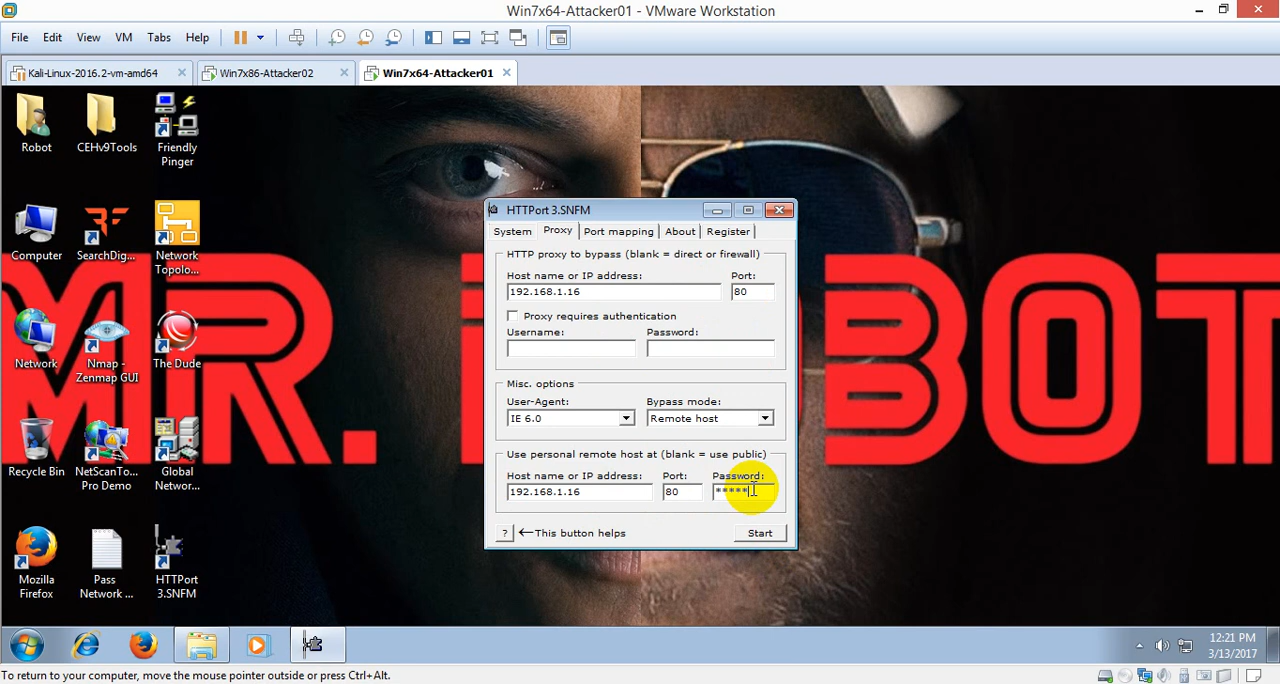 Win7x64-Attacker01 - VMware Workstation
File Edit View VM Tabs Help
Kali-Linux-2016.2-vm-amd64 Win7x86-Attacker02 Win7x64-Attacker01
Robot CEHv9Tools Friendly Pinger
Computer SearchDig... Network Topolo...
Network Nmap - Zenmap GUI The Dude
Recycle Bin NetScanTo... Pro Demo Global Networ...
Mozilla Firefox Pass Network ... HTTPort 3.SNFM
MR. OBOT
HTTPort 3.SNFM
System Proxy Port mapping About Register
HTTP proxy to bypass (blank = direct or firewall)
Host name or IP address: Port:
192.168.1.16 80
Proxy requires authentication
Username: Password:
Misc. options
User-Agent: Bypass mode:
IE 6.0 Remote host
Use personal remote host at (blank = use public)
Host name or IP address: Port: Password:
192.168.1.16 80 *****
? ←This button helps Start
12:21 PM
3/13/2017
To return to your computer, move the mouse pointer outside or press Ctrl+Alt.